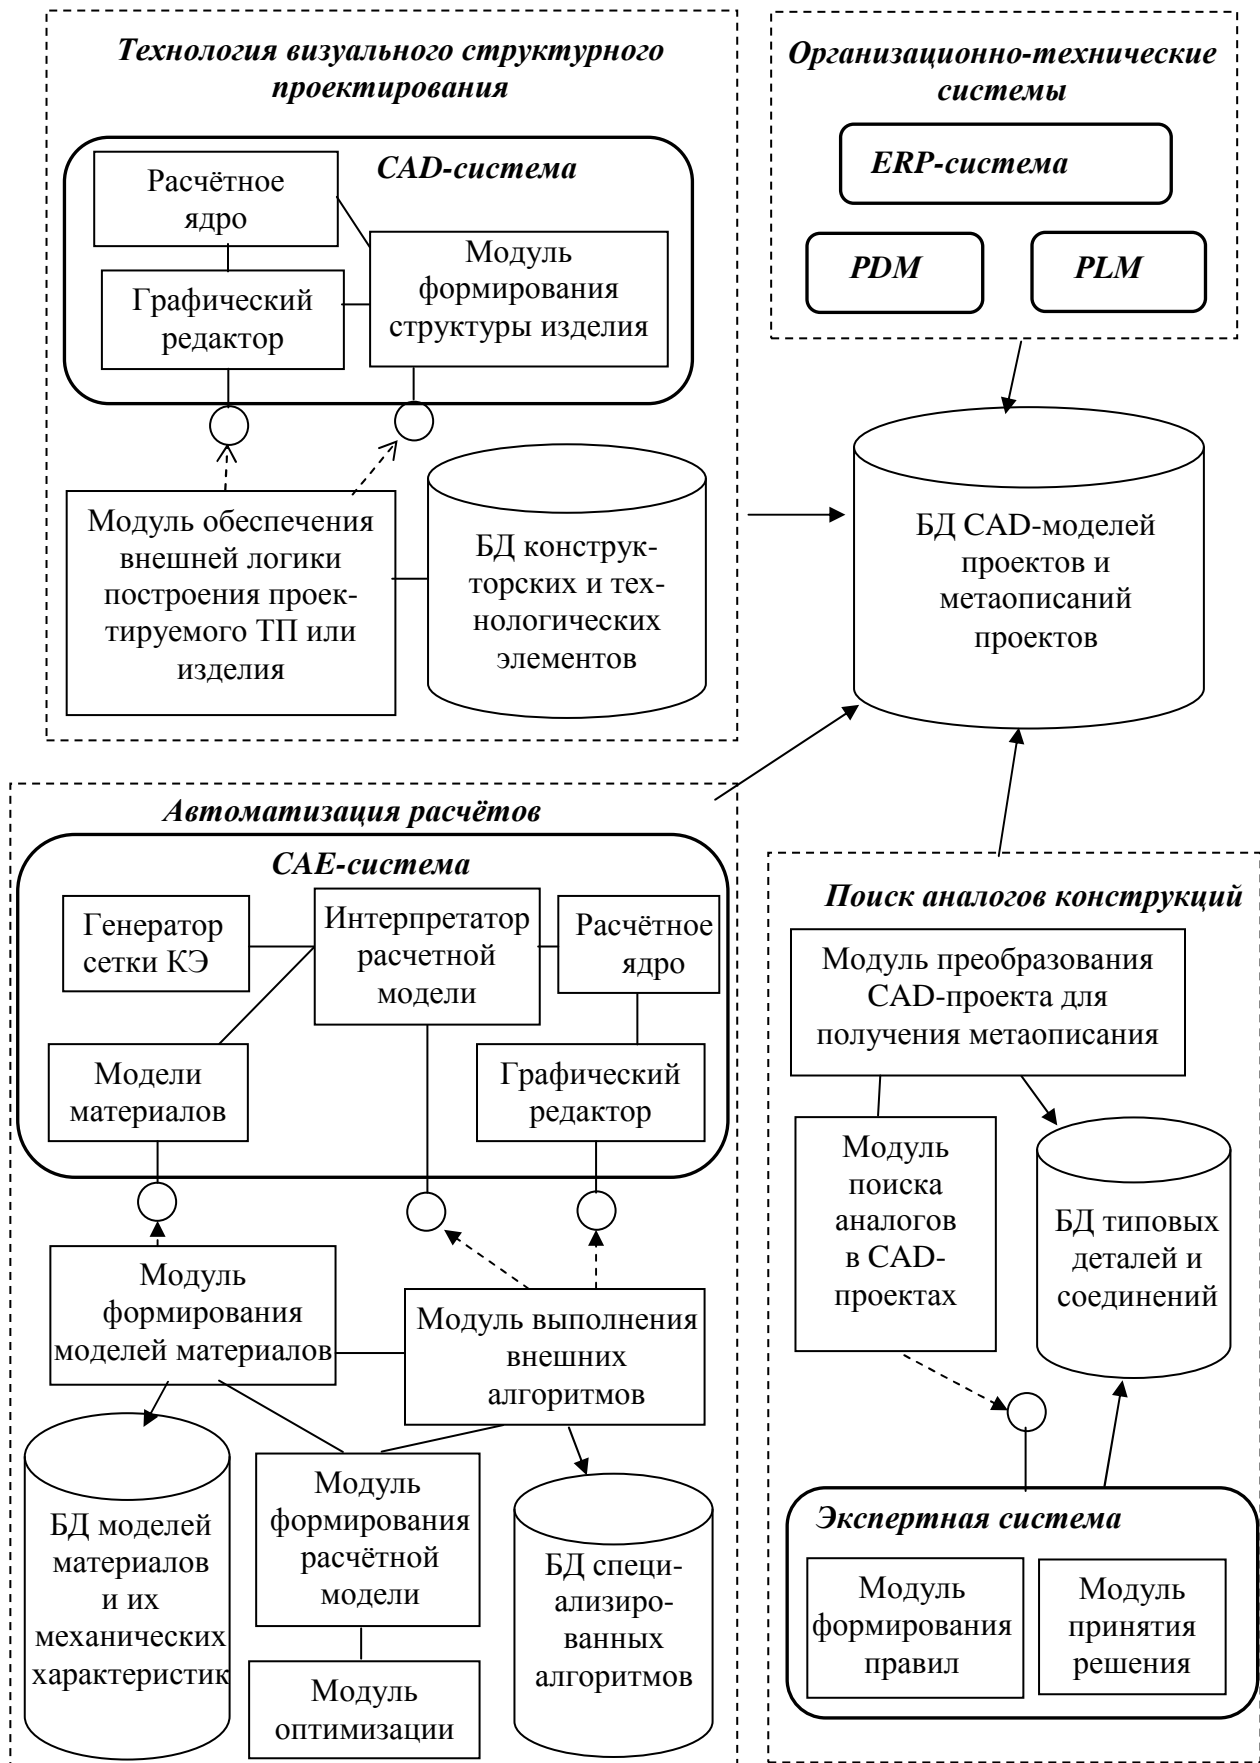 Технология визуального структурного
проектирования
CAD-система
Расчётное
ядро
Графический
редактор
Модуль
формирования
структуры изделия
Модуль обеспечения
внешней логики
построения проек-
тируемого ТП или
изделия
БД конструк-
торских и тех-
нологических
элементов
Организационно-технические
системы
ERP-система
PDM
PLM
БД CAD-моделей
проектов и
метаописаний
проектов
Автоматизация расчётов
CAE-система
Генератор
сетки КЭ
Интерпретатор
расчетной
модели
Расчётное
ядро
Модели
материалов
Графический
редактор
Модуль
формирования
моделей материалов
Модуль выполнения
внешних
алгоритмов
БД моделей
материалов
и их
механических
характеристик
Модуль
формирования
расчётной
модели
Модуль
оптимизации
БД специ-
ализиро-
ванных
алгоритмов
Поиск аналогов конструкций
Модуль преобразования
CAD-проекта для
получения метаописания
Модуль
поиска
аналогов
в CAD-
проектах
БД типовых
деталей и
соединений
Экспертная система
Модуль
формирования
правил
Модуль
принятия
решения